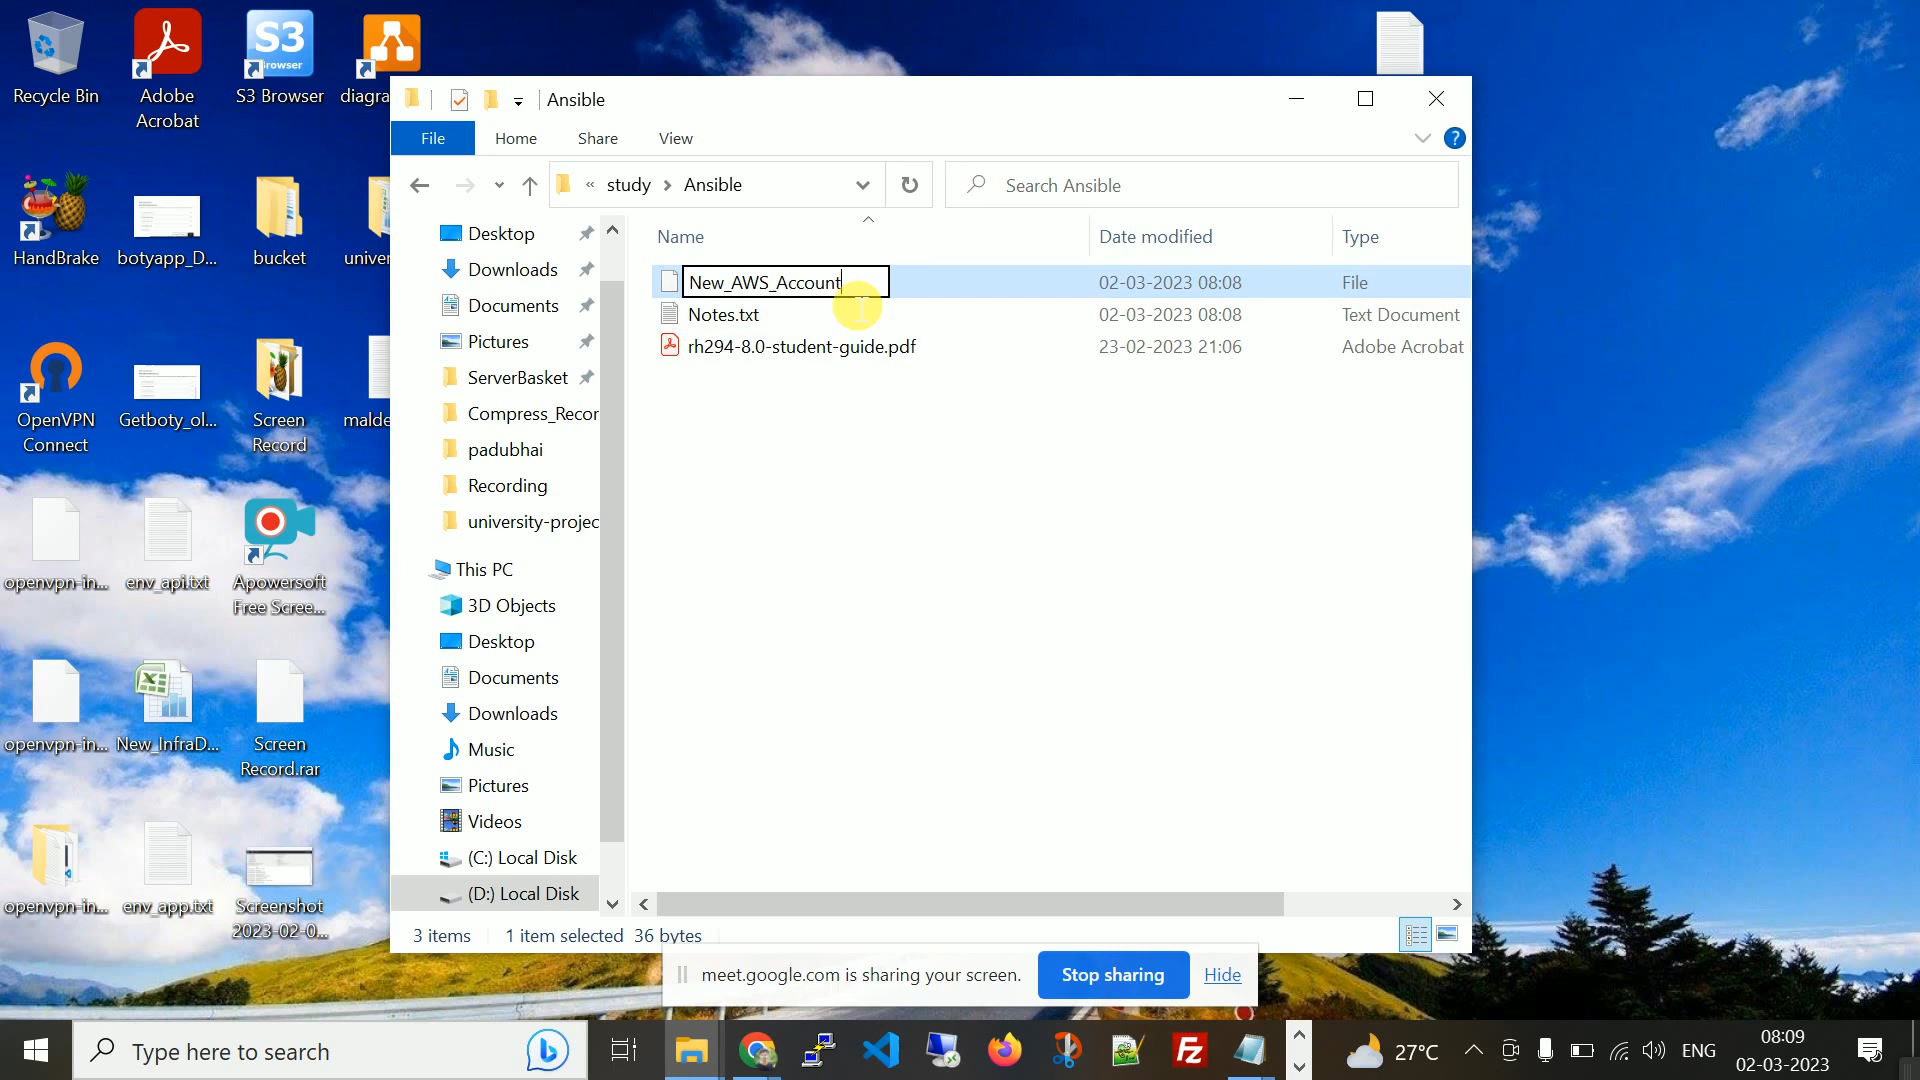 Recycle Bin
Adobe
Acrobat
S3
Browser
S3 Browser
diagra
HandBrake
botyapp_D...
bucket
univer
OpenVPN
Connect
Getboty_ol...
Screen
Record
malde
openvpn-in...
env_api.txt
Apowersoft
Free Scree...
openvpn-in...
New_InfraD...
Screen
Record.rar
openvpn-in...
env_app.txt
Screenshot
2023-02-0...
Ansible
File
Home
Share
View
?
« study > Ansible
Search Ansible
Name
Date modified
Type
New_AWS_Account
02-03-2023 08:08
File
Notes.txt
02-03-2023 08:08
Text Document
rh294-8.0-student-guide.pdf
23-02-2023 21:06
Adobe Acrobat
Desktop
Downloads
Documents
Pictures
ServerBasket
Compress_Recor
padubhai
Recording
university-projec
This PC
3D Objects
Desktop
Documents
Downloads
Music
Pictures
Videos
(C:) Local Disk
(D:) Local Disk
3 items
1 item selected 36 bytes
meet.google.com is sharing your screen.
Stop sharing
Hide
Type here to search
Fz
27°C
ENG
08:09
02-03-2023